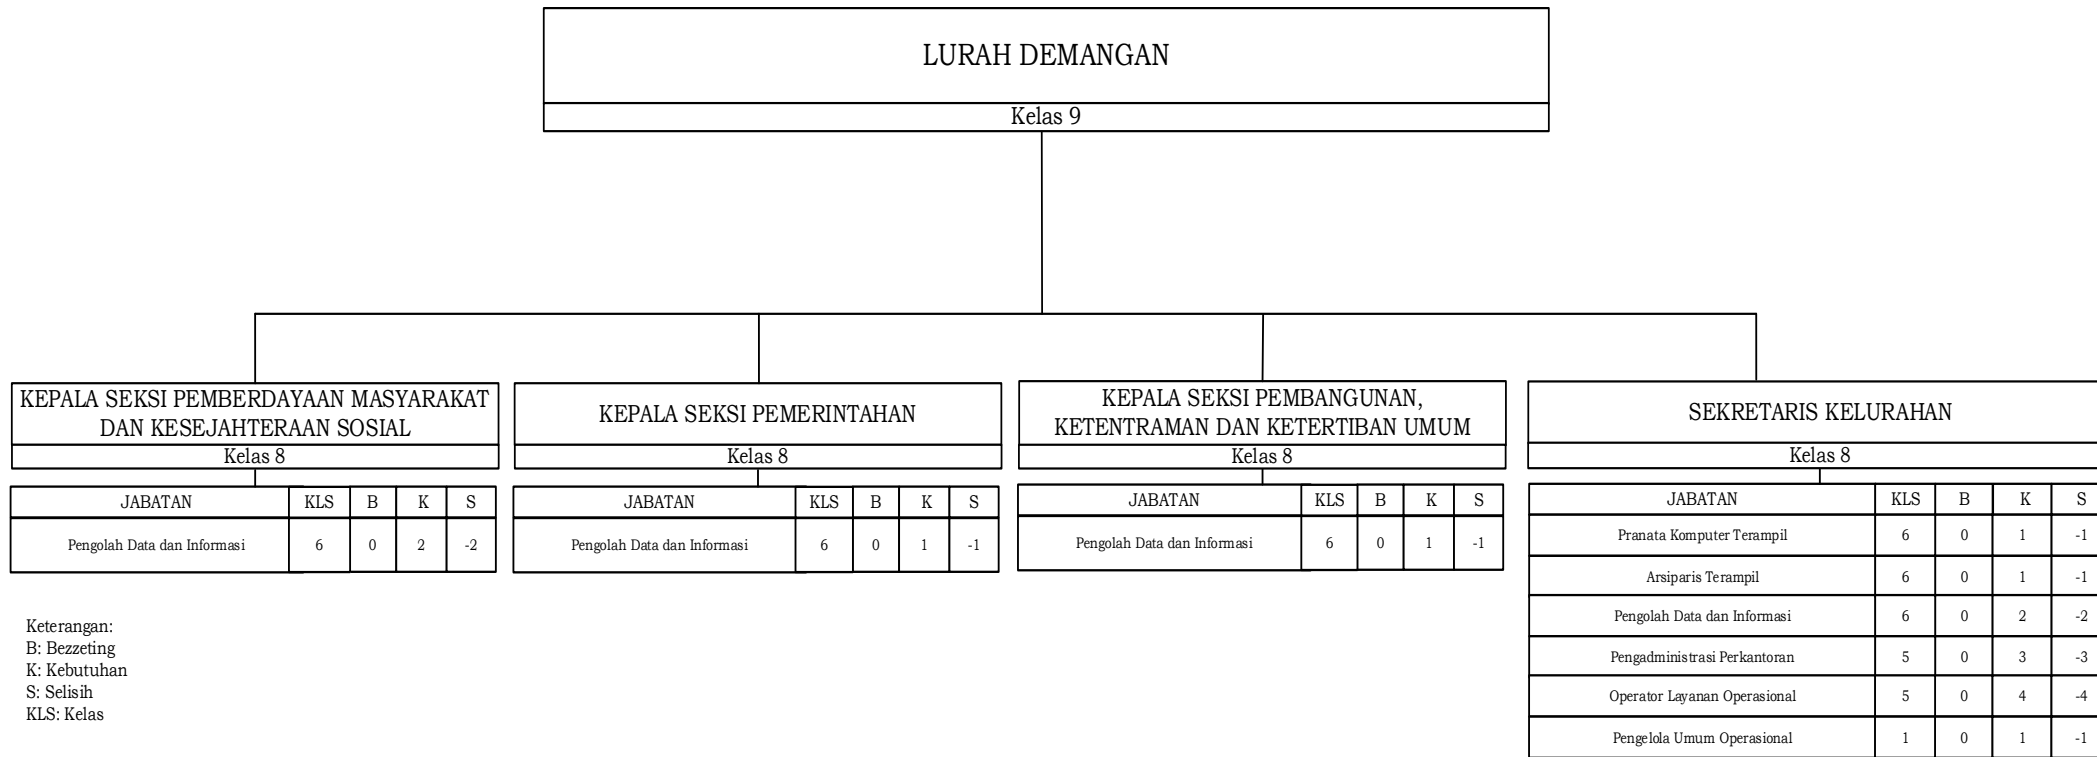 LURAH DEMANGAN
Kelas 9
KEPALA SEKSI PEMBERDAYAAN MASYARAKAT
DAN KESEJAHTERAAN SOSIAL
Kelas 8
JABATAN KLS B K S
Pengolah Data dan Informasi 6 0 2 -2
KEPALA SEKSI PEMERINTAHAN
Kelas 8
JABATAN KLS B K S
Pengolah Data dan Informasi 6 0 1 -1
KEPALA SEKSI PEMBANGUNAN,
KETENTRAMAN DAN KETERTIBAN UMUM
Kelas 8
JABATAN KLS B K S
Pengolah Data dan Informasi 6 0 1 -1
SEKRETARIS KELURAHAN
Kelas 8
JABATAN KLS B K S
Pranata Komputer Terampil 6 0 1 -1
Arsiparis Terampil 6 0 1 -1
Pengolah Data dan Informasi 6 0 2 -2
Pengadministrasi Perkantoran 5 0 3 -3
Operator Layanan Operasional 5 0 4 -4
Pengelola Umum Operasional 1 0 1 -1
Keterangan:
B: Bezzeting
K: Kebutuhan
S: Selisih
KLS: Kelas